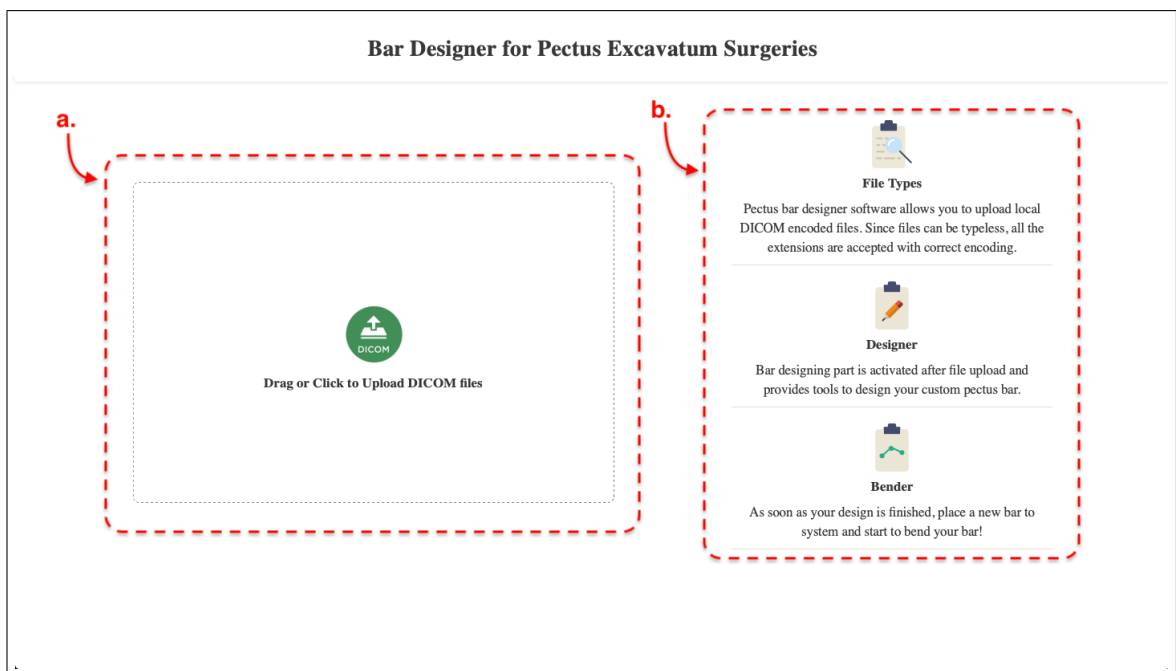 Bar Designer for Pectus Excavatum Surgeries
a.
DICOM
Drag or Click to Upload DICOM files
b.
File Types
Pectus bar designer software allows you to upload local
DICOM encoded files. Since files can be typeless, all the
extensions are accepted with correct encoding.
Designer
Bar designing part is activated after file upload and
provides tools to design your custom pectus bar.
Bender
As soon as your design is finished, place a new bar to
system and start to bend your bar!